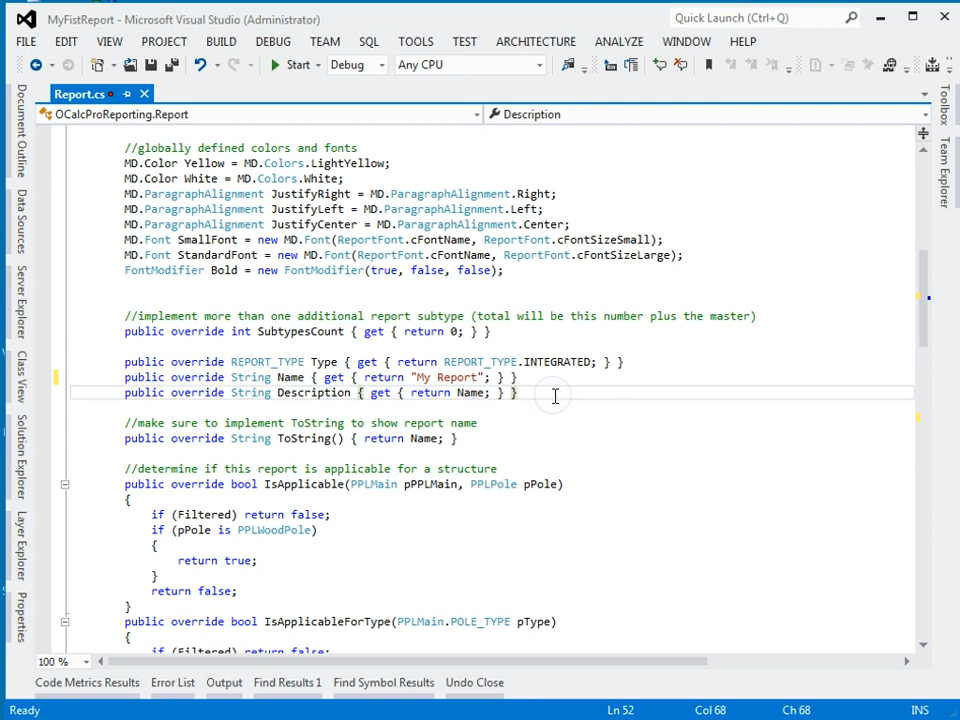 MyFistReport - Microsoft Visual Studio (Administrator)
Quick Launch (Ctrl+Q)
FILE EDIT VIEW PROJECT BUILD DEBUG TEAM SQL TOOLS TEST ARCHITECTURE ANALYZE WINDOW HELP
Start Debug Any CPU
Report.cs
OCalcProReporting.Report Description
//globally defined colors and fonts
MD.Color Yellow = MD.Colors.LightYellow;
MD.Color White = MD.Colors.White;
MD.ParagraphAlignment JustifyRight = MD.ParagraphAlignment.Right;
MD.ParagraphAlignment JustifyLeft = MD.ParagraphAlignment.Left;
MD.ParagraphAlignment JustifyCenter = MD.ParagraphAlignment.Center;
MD.Font SmallFont = new MD.Font(ReportFont.cFontName, ReportFont.cFontSizeSmall);
MD.Font StandardFont = new MD.Font(ReportFont.cFontName, ReportFont.cFontSizeLarge);
FontModifier Bold = new FontModifier(true, false, false);
//implement more than one additional report subtype (total will be this number plus the master)
public override int SubtypesCount { get { return 0; } }
public override REPORT_TYPE Type { get { return REPORT_TYPE.INTEGRATED; } }
public override String Name { get { return "My Report"; } }
public override String Description { get { return Name; } }
//make sure to implement ToString to show report name
public override String ToString() { return Name; }
//determine if this report is applicable for a structure
public override bool IsApplicable(PPLMain pPPLMain, PPLPole pPole)
{
if (Filtered) return false;
if (pPole is PPLWoodPole)
{
return true;
}
return false;
}
public override bool IsApplicableForType(PPLMain.POLE_TYPE pType)
{
if (Filtered) return false;
100 %
Document Outline
Data Sources
Server Explorer
Class View
Solution Explorer
Layer Explorer
Properties
Toolbox
Team Explorer
Code Metrics Results Error List Output Find Results 1 Find Symbol Results Undo Close
Ready Ln 52 Col 68 Ch 68 INS